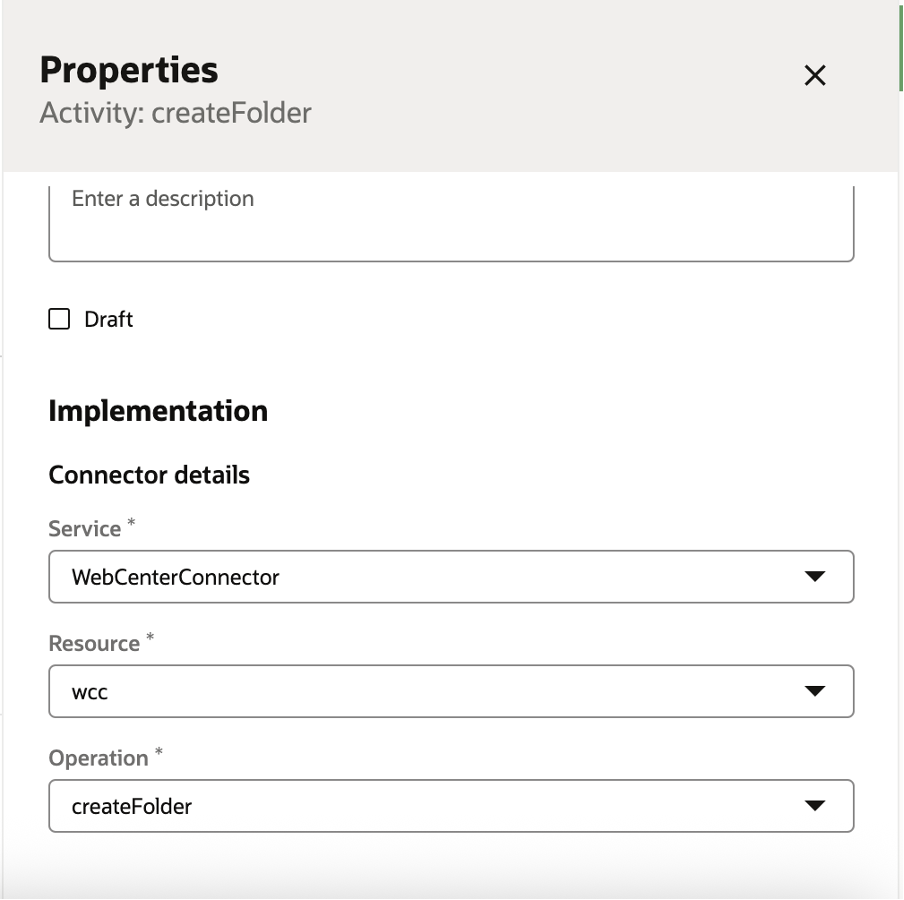 Properties
Activity: createFolder
Enter a description
Draft
Implementation
Connector details
Service *
WebCenterConnector
Resource *
wcc
Operation *
createFolder